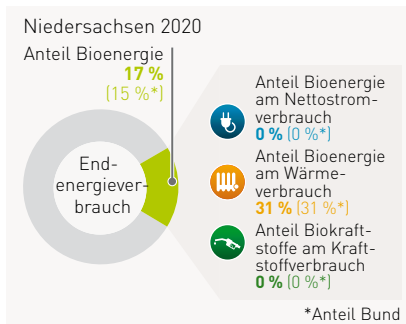 Niedersachsen 2020
Anteil Bioenergie
17 %
(15 %*)
End-
energiever-
brauch
Anteil Bioenergie
am Nettostrom-
verbrauch
0 % (0 %*)
Anteil Bioenergie
am Wärme-
verbrauch
31 % (31 %*)
Anteil Biokraft-
stoffe am Kraft-
stoffverbrauch
0 % (0 %*)
*Anteil Bund